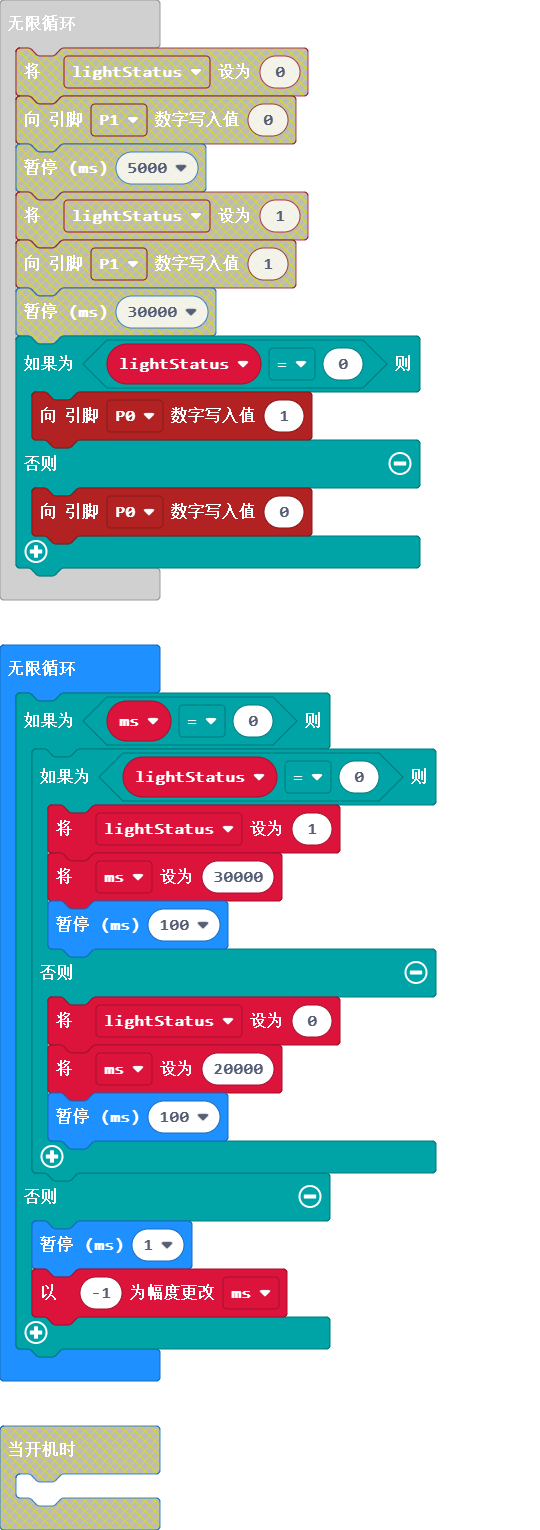 无限循环
将 lightStatus 设为 0
向 引脚 P1 数字写入值 0
暂停 (ms) 5000
将 lightStatus 设为 1
向 引脚 P1 数字写入值 1
暂停 (ms) 30000
如果为 lightStatus = 0 则
向 引脚 P0 数字写入值 1
否则
向 引脚 P0 数字写入值 0
无限循环
如果为 ms = 0 则
如果为 lightStatus = 0 则
将 lightStatus 设为 1
将 ms 设为 30000
暂停 (ms) 100
否则
将 lightStatus 设为 0
将 ms 设为 20000
暂停 (ms) 100
否则
暂停 (ms) 1
以 -1 为幅度更改 ms
当开机时